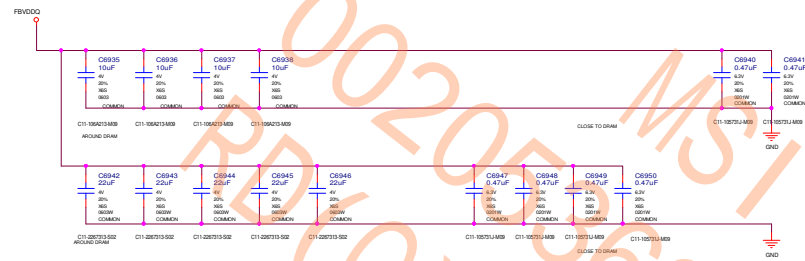 FBVDDQ
C6935 C6936 C6937 C6938 C6940 C6941
10uF 10uF 10uF 10uF 0.47uF 0.47uF
4V 4V 4V 4V 6.3V 6.3V
20% 20% 20% 20% 20% 20%
X6S X6S X6S X6S X6S X6S
0603 0603 0603 0603 0201W 0201W
COMMON COMMON COMMON COMMON COMMON COMMON
C11-106A213-M09 C11-106A213-M09 C11-106A213-M09 C11-106A213-M09 C11-105731J-M09 C11-105731J-M09
AROUND DRAM CLOSE TO DRAM
GND
C6942 C6943 C6944 C6945 C6946 C6947 C6948 C6949 C6950
22uF 22uF 22uF 22uF 22uF 0.47uF 0.47uF 0.47uF 0.47uF
4V 4V 4V 4V 4V 6.3V 6.3V 6.3V 6.3V
20% 20% 20% 20% 20% 20% 20% 20% 20%
X6S X6S X6S X6S X6S X6S X6S X6S X6S
0603W 0603W 0603W 0603W 0603W 0201W 0201W 0201W 0201W
COMMON COMMON COMMON COMMON COMMON COMMON COMMON COMMON COMMON
C11-2267313-S02 C11-2267313-S02 C11-2267313-S02 C11-2267313-S02 C11-2267313-S02 C11-105731J-M09 C11-105731J-M09 C11-105731J-M09 C11-105731J-M09
AROUND DRAM CLOSE TO DRAM
GND
MSI